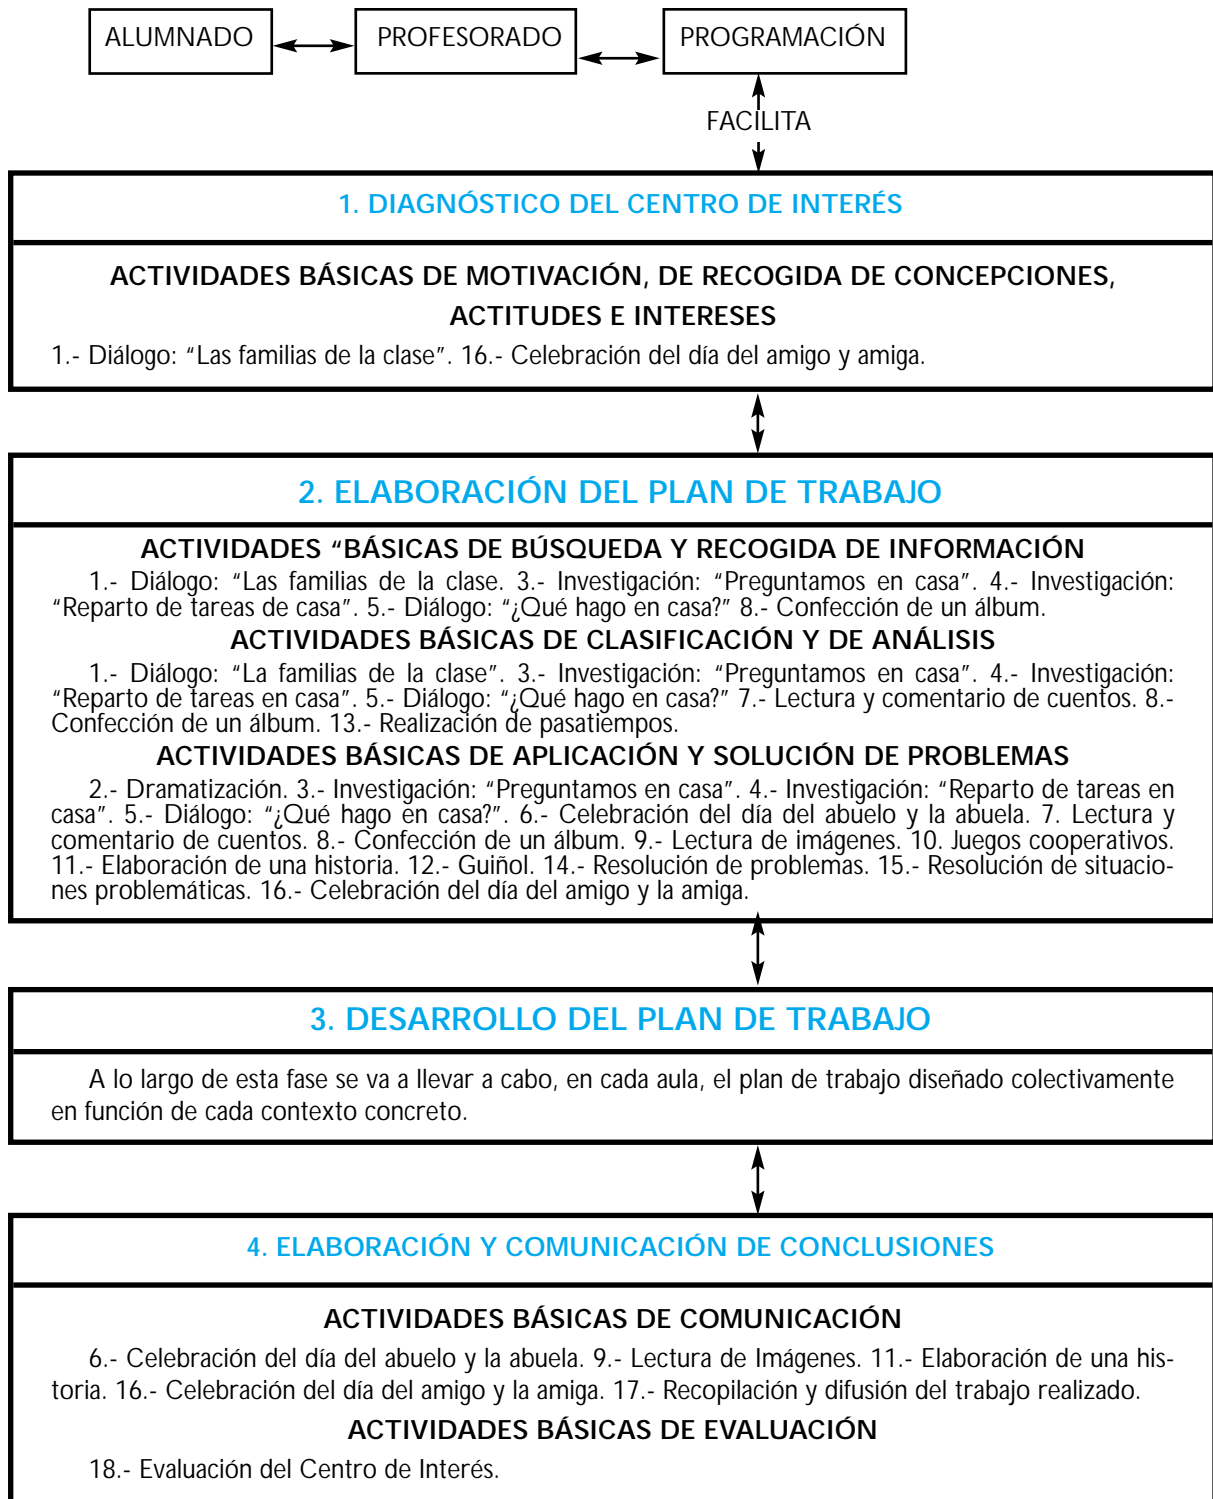 ALUMNADO PROFESORADO PROGRAMACIÓN
FACILITA
1. DIAGNÓSTICO DEL CENTRO DE INTERÉS
ACTIVIDADES BÁSICAS DE MOTIVACIÓN, DE RECOGIDA DE CONCEPCIONES,
ACTITUDES E INTERESES
1.- Diálogo: “Las familias de la clase”. 16.- Celebración del día del amigo y amiga.
2. ELABORACIÓN DEL PLAN DE TRABAJO
ACTIVIDADES “BÁSICAS DE BÚSQUEDA Y RECOGIDA DE INFORMACIÓN
1.- Diálogo: “Las familias de la clase. 3.- Investigación: “Preguntamos en casa”. 4.- Investigación:
“Reparto de tareas de casa”. 5.- Diálogo: “¿Qué hago en casa?” 8.- Confección de un álbum.
ACTIVIDADES BÁSICAS DE CLASIFICACIÓN Y DE ANÁLISIS
1.- Diálogo: “La familias de la clase”. 3.- Investigación: “Preguntamos en casa”. 4.- Investigación:
“Reparto de tareas en casa”. 5.- Diálogo: “¿Qué hago en casa?” 7.- Lectura y comentario de cuentos. 8.-
Confección de un álbum. 13.- Realización de pasatiempos.
ACTIVIDADES BÁSICAS DE APLICACIÓN Y SOLUCIÓN DE PROBLEMAS
2.- Dramatización. 3.- Investigación: “Preguntamos en casa”. 4.- Investigación: “Reparto de tareas en
casa”. 5.- Diálogo: “¿Qué hago en casa?”. 6.- Celebración del día del abuelo y la abuela. 7. Lectura y
comentario de cuentos. 8.- Confección de un álbum. 9.- Lectura de imágenes. 10. Juegos cooperativos.
11.- Elaboración de una historia. 12.- Guiñol. 14.- Resolución de problemas. 15.- Resolución de situacio-
nes problemáticas. 16.- Celebración del día del amigo y la amiga.
3. DESARROLLO DEL PLAN DE TRABAJO
A lo largo de esta fase se va a llevar a cabo, en cada aula, el plan de trabajo diseñado colectivamente
en función de cada contexto concreto.
4. ELABORACIÓN Y COMUNICACIÓN DE CONCLUSIONES
ACTIVIDADES BÁSICAS DE COMUNICACIÓN
6.- Celebración del día del abuelo y la abuela. 9.- Lectura de Imágenes. 11.- Elaboración de una his-
toria. 16.- Celebración del día del amigo y la amiga. 17.- Recopilación y difusión del trabajo realizado.
ACTIVIDADES BÁSICAS DE EVALUACIÓN
18.- Evaluación del Centro de Interés.